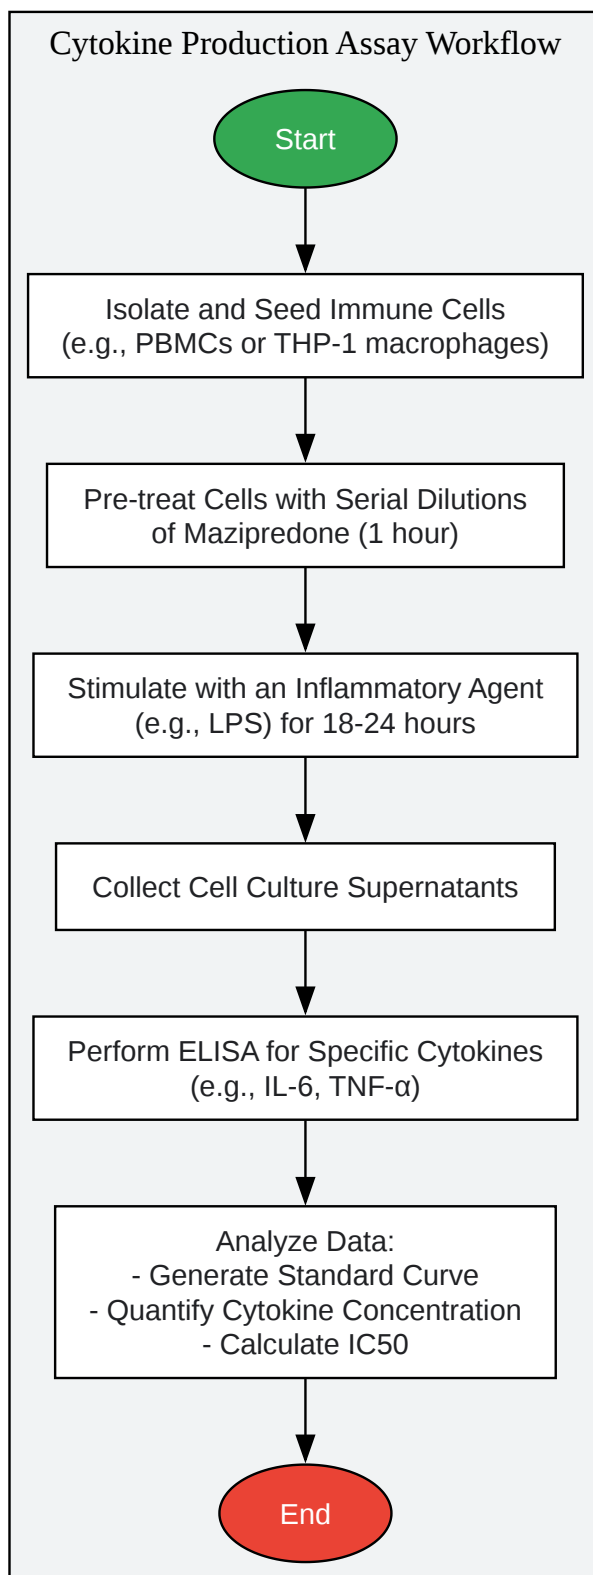 Cytokine Production Assay Workflow
Start
Isolate and Seed Immune Cells
(e.g., PBMCs or THP-1 macrophages)
Pre-treat Cells with Serial Dilutions
of Mazipredone (1 hour)
Stimulate with an Inflammatory Agent
(e.g., LPS) for 18-24 hours
Collect Cell Culture Supernatants
Perform ELISA for Specific Cytokines
(e.g., IL-6, TNF-α)
Analyze Data:
- Generate Standard Curve
- Quantify Cytokine Concentration
- Calculate IC50
End